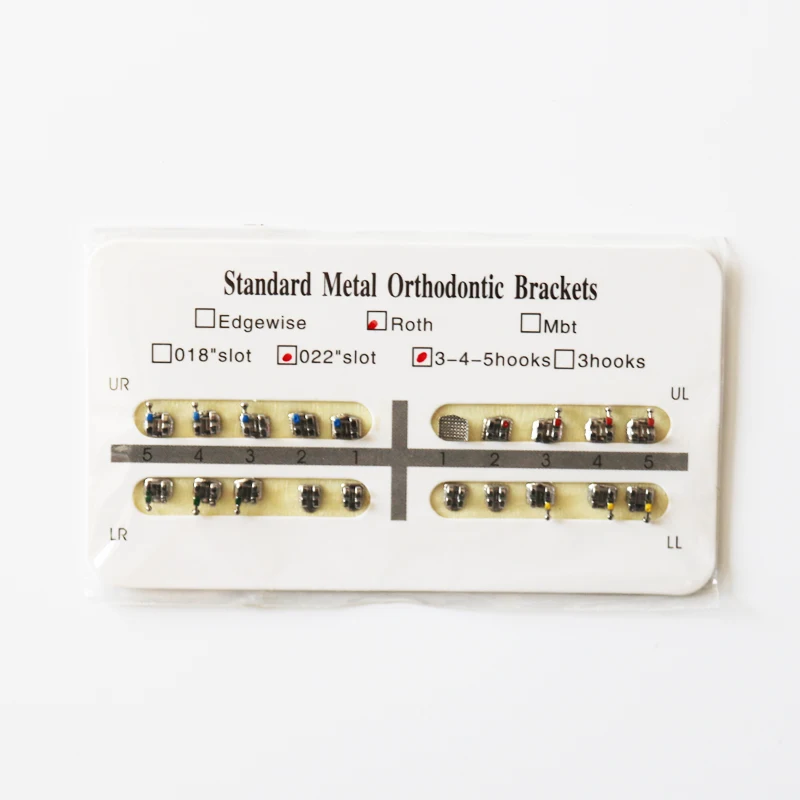 Standard Metal Orthodontic Brackets
Edgewise Roth Mbt
018"slot 022"slot 3-4-5hooks 3hooks
UR UL
5 4 3 2 1 1 2 3 4 5
LR LL